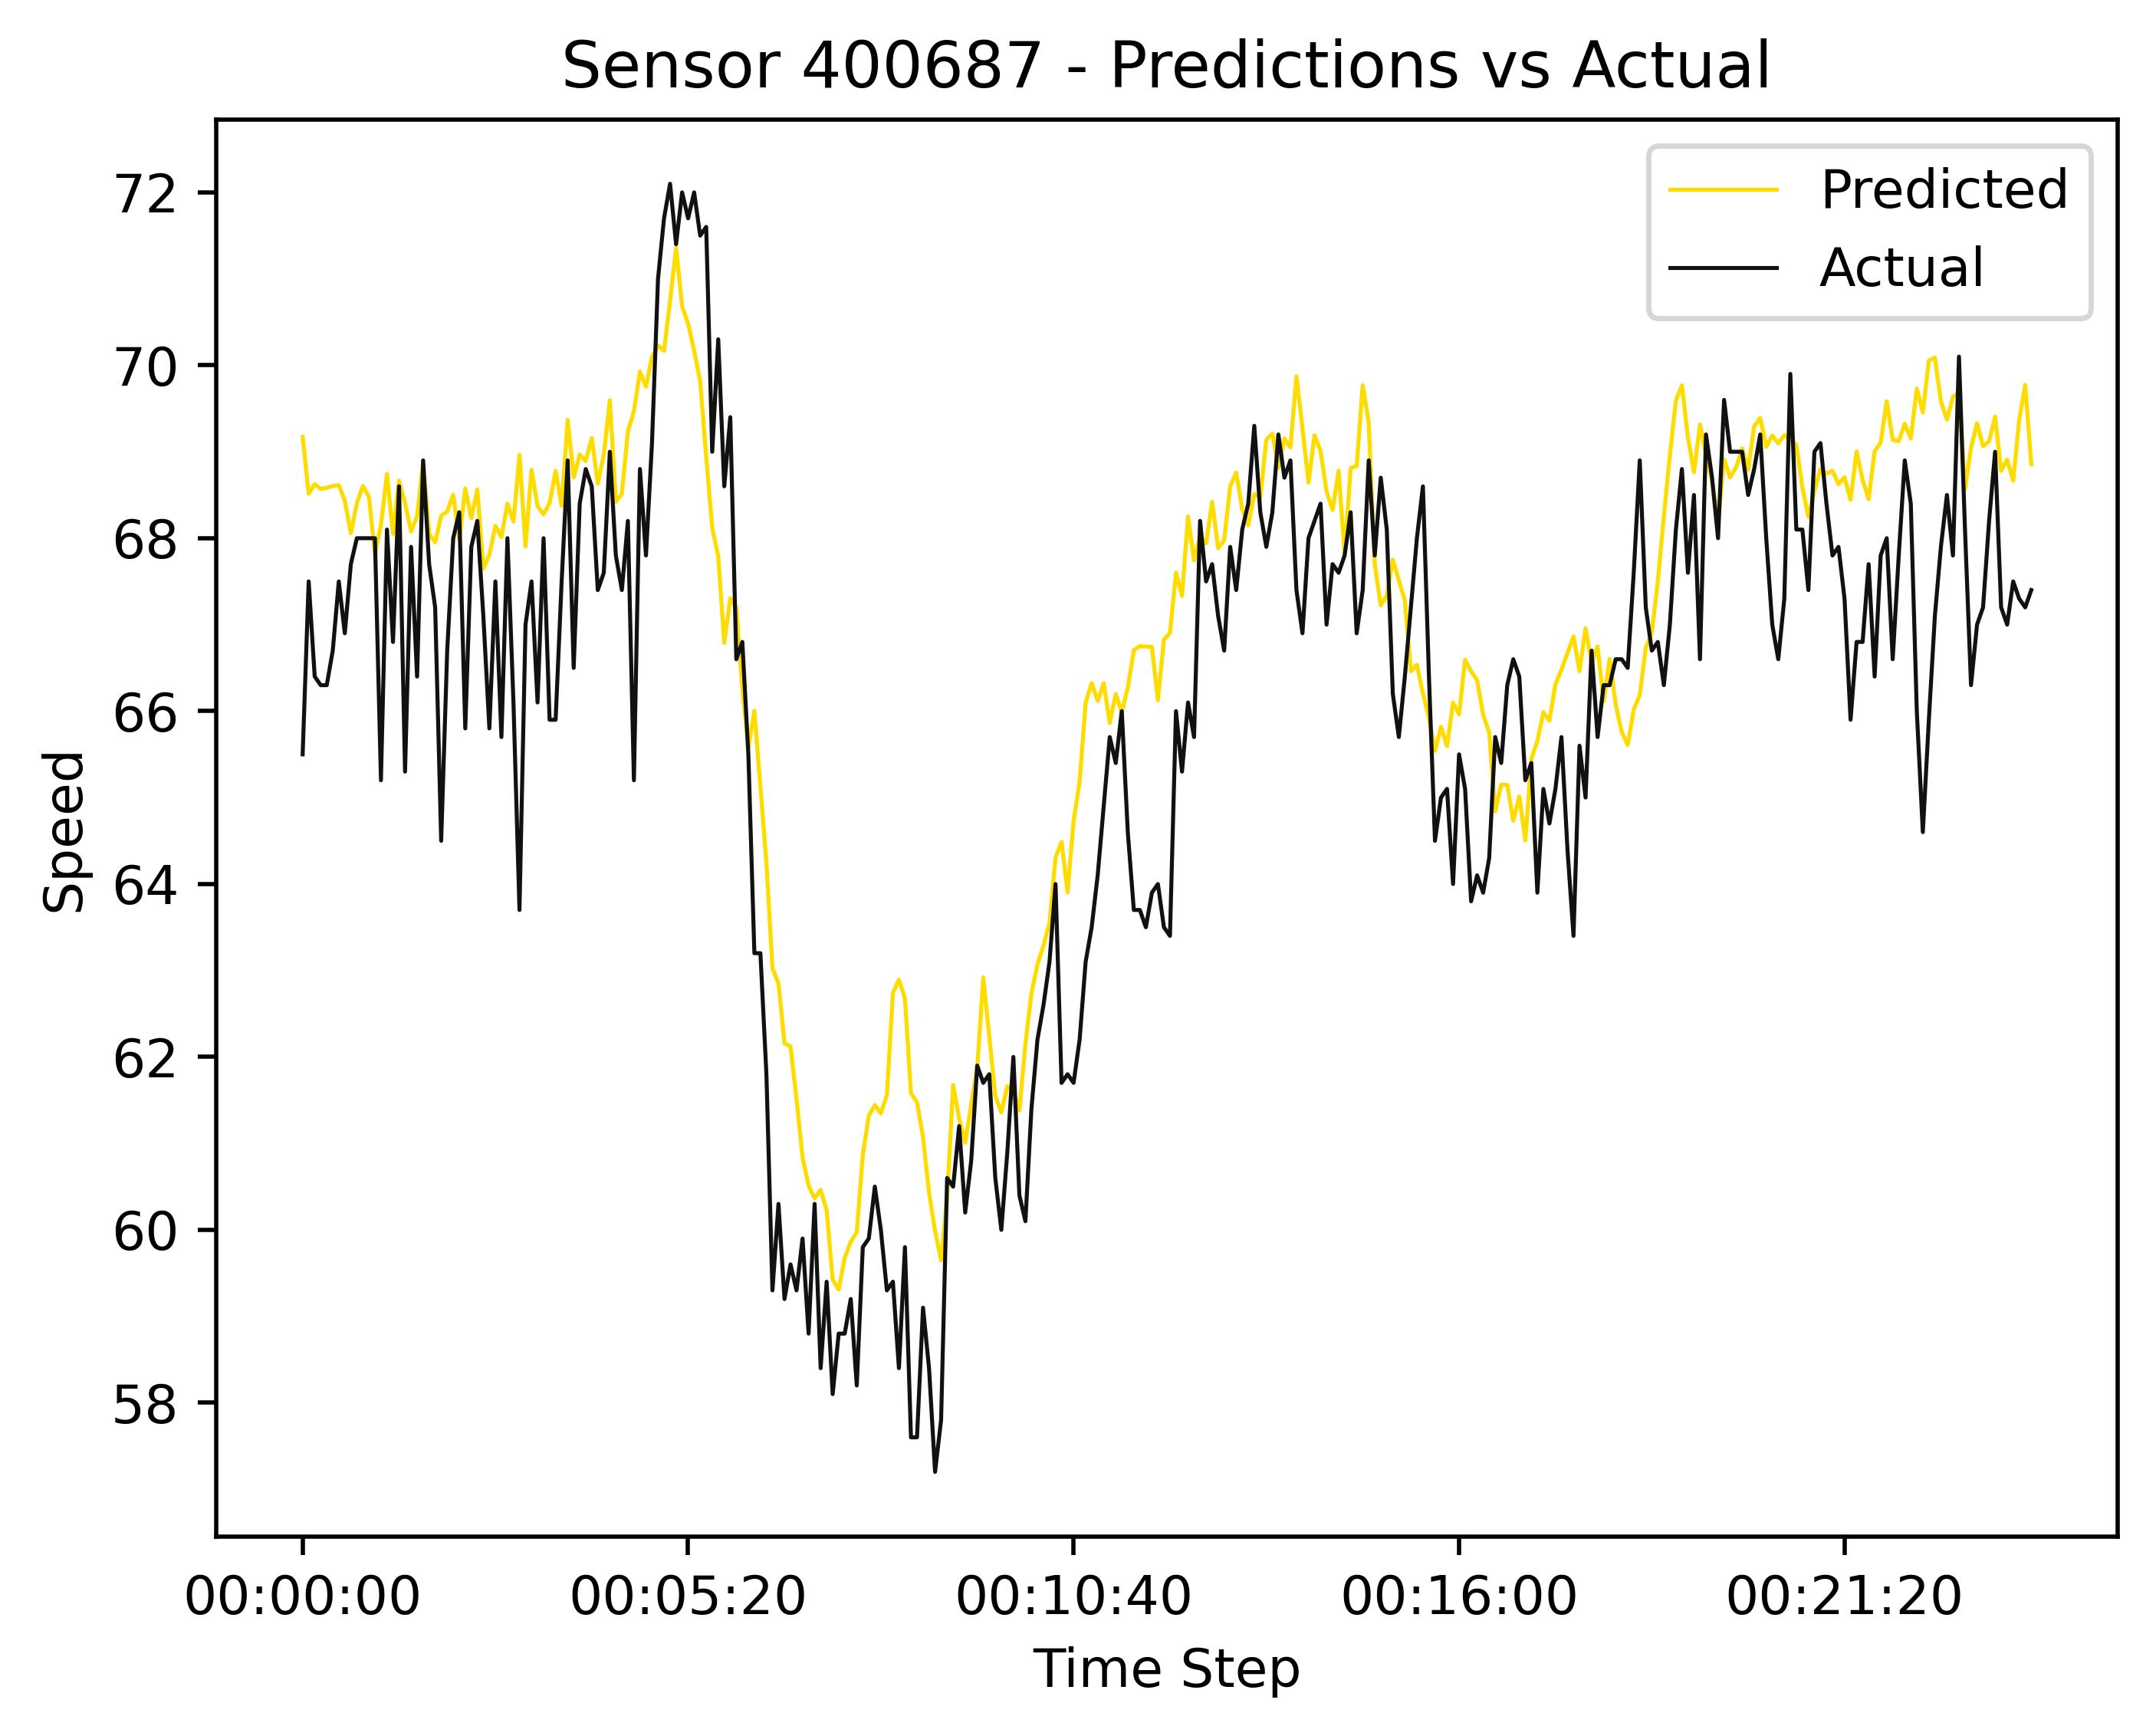 Sensor 400687 - Predictions vs Actual
Predicted
Actual
72
70
68
66
64
62
60
58
Speed
00:00:00 00:05:20 00:10:40 00:16:00 00:21:20
Time Step